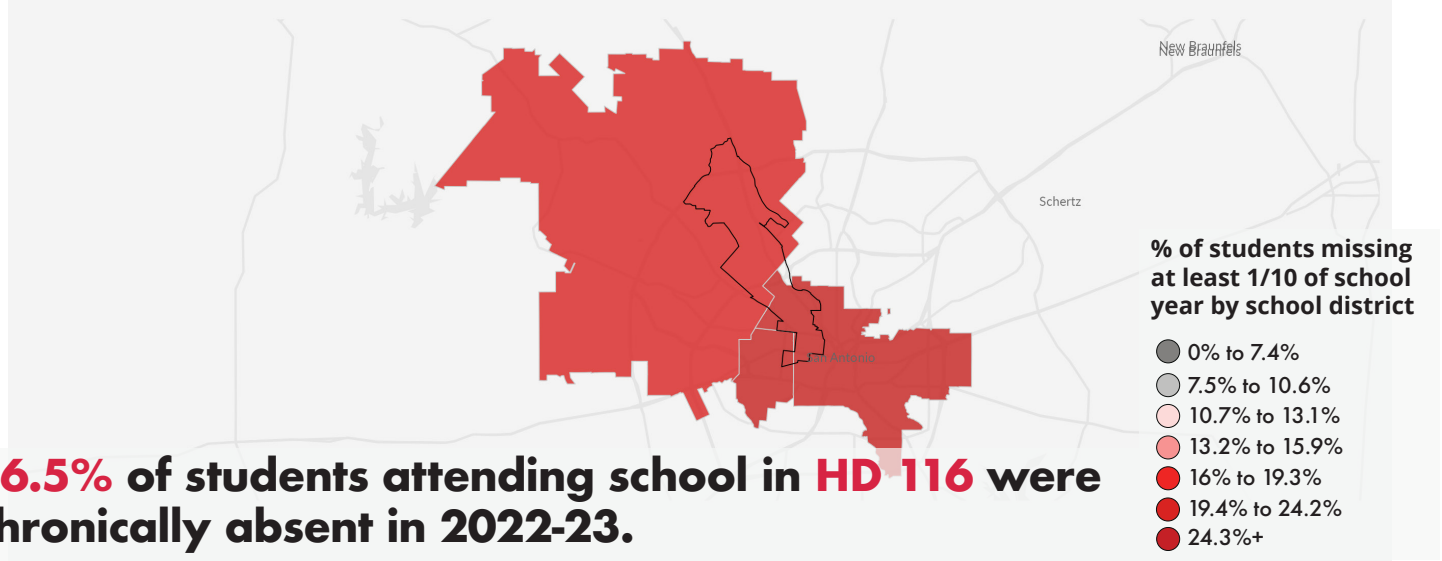 New Braunfels
New Braunfels
Schertz
San Antonio
% of students missing
at least 1/10 of school
year by school district
0% to 7.4%
7.5% to 10.6%
10.7% to 13.1%
13.2% to 15.9%
16% to 19.3%
19.4% to 24.2%
24.3%+
6.5% of students attending school in HD 116 were
hronically absent in 2022-23.